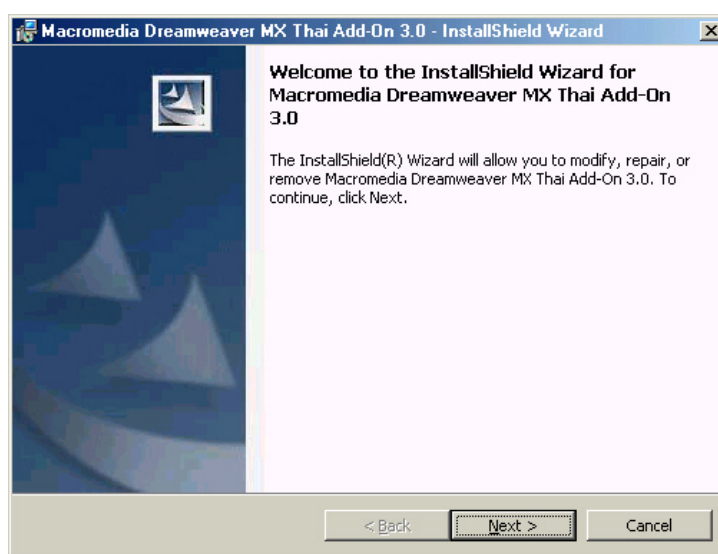 Macromedia Dreamweaver MX Thai Add-On 3.0 - InstallShield Wizard
Welcome to the InstallShield Wizard for
Macromedia Dreamweaver MX Thai Add-On
3.0
The InstallShield(R) Wizard will allow you to modify, repair, or
remove Macromedia Dreamweaver MX Thai Add-On 3.0. To
continue, click Next.
< Back Next > Cancel